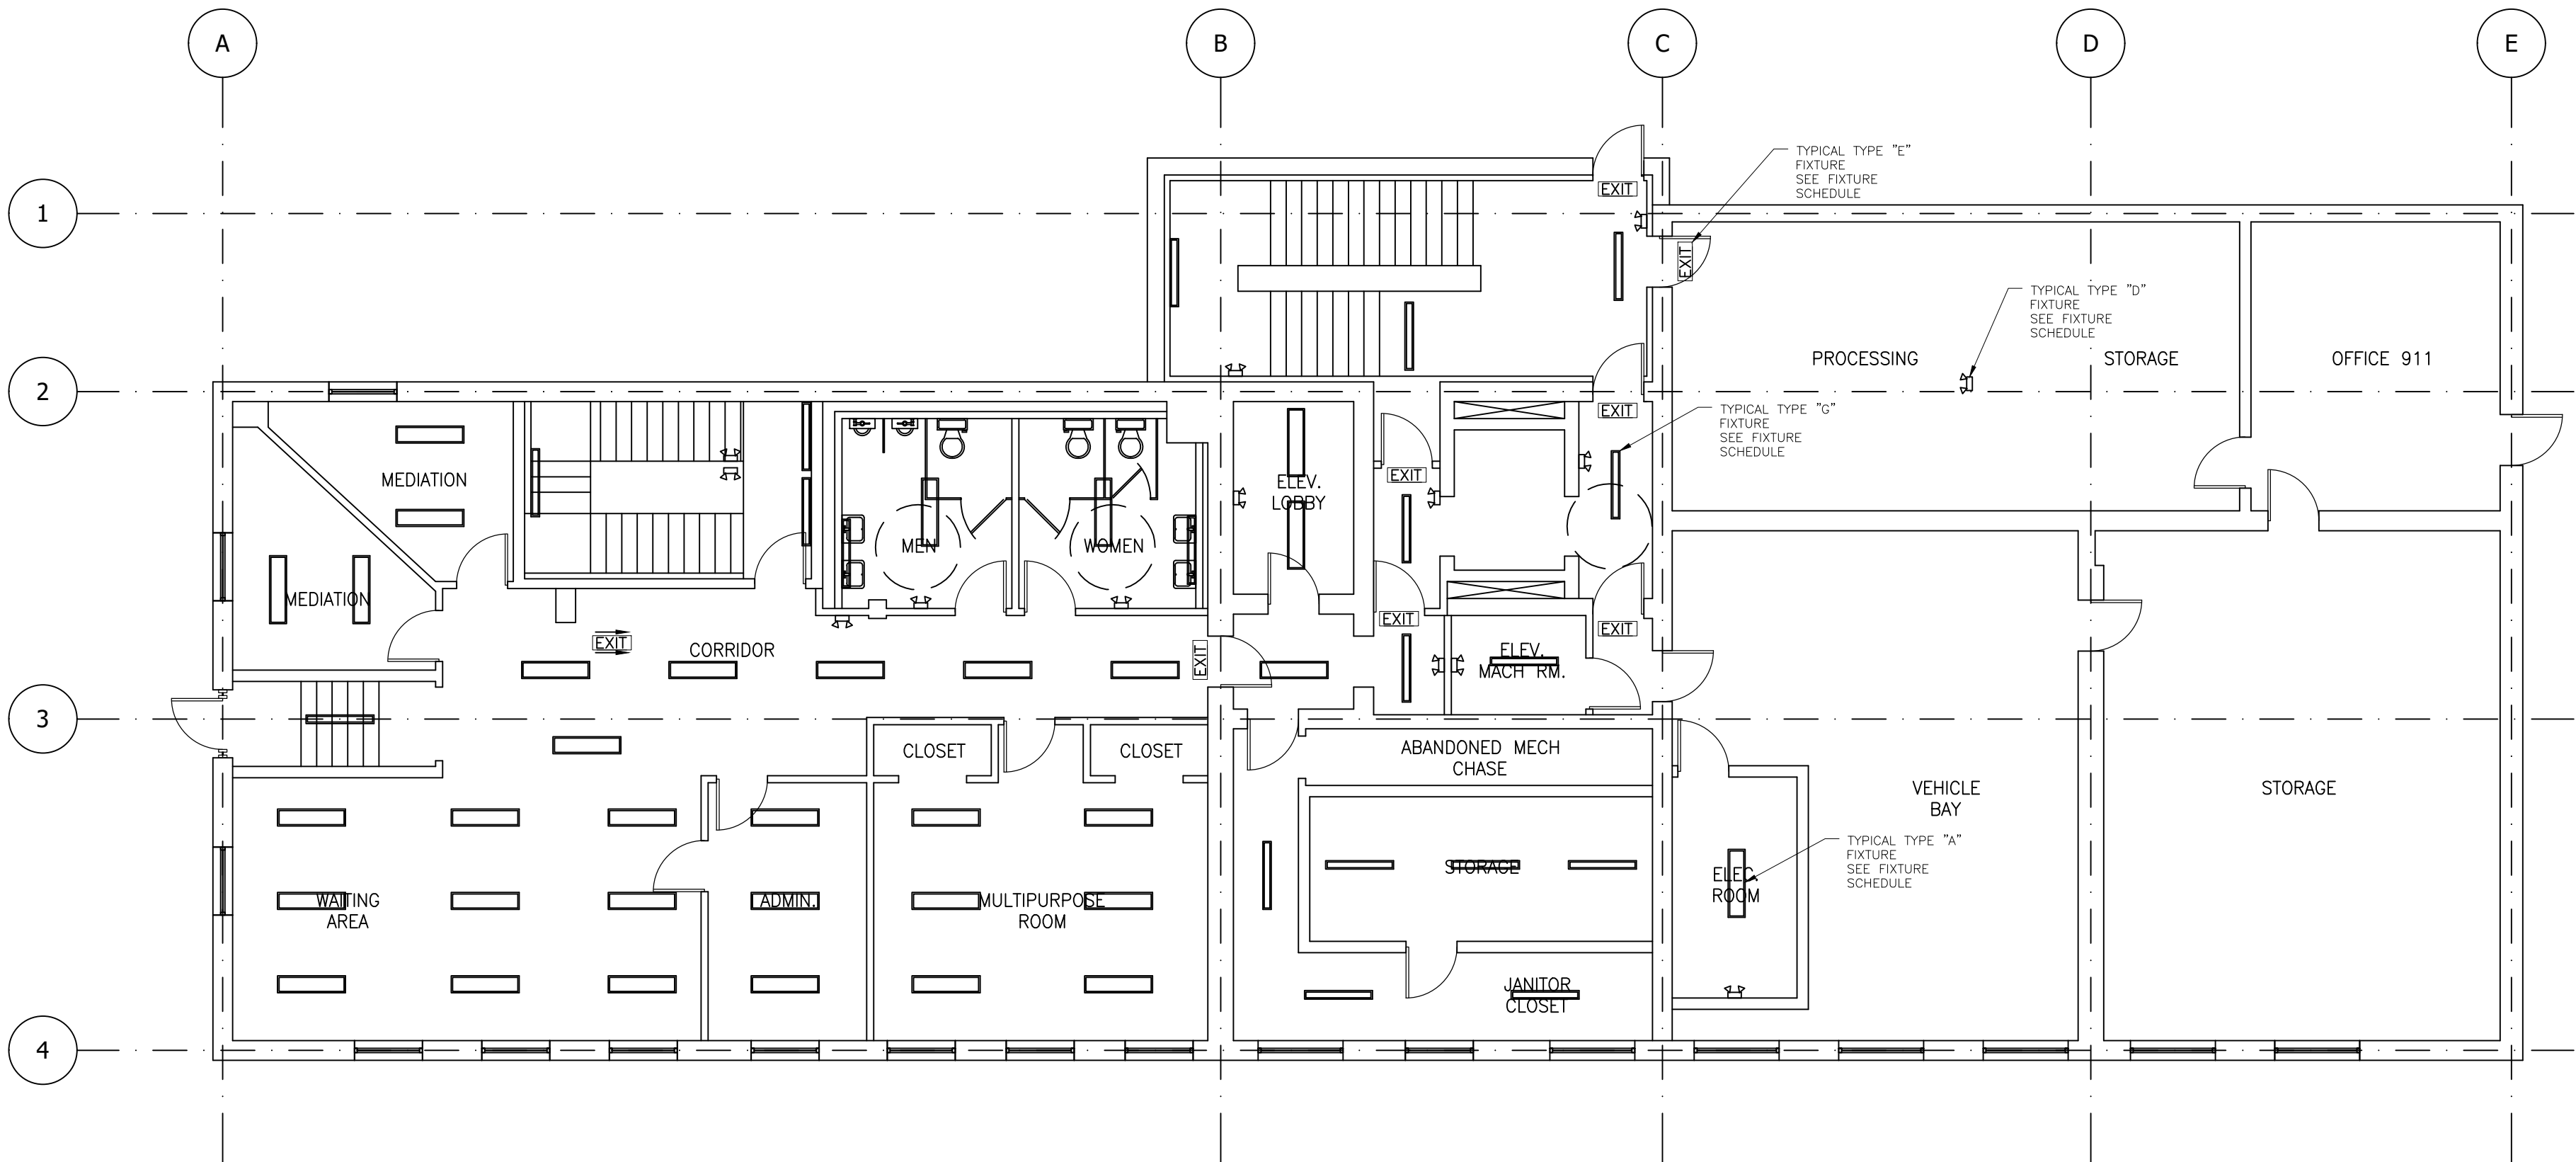 A
B
C
D
E
1
2
3
4
TYPICAL TYPE "E"
FIXTURE
SEE FIXTURE
SCHEDULE
EXIT
EXIT
TYPICAL TYPE "D"
FIXTURE
SEE FIXTURE
SCHEDULE
PROCESSING
STORAGE
OFFICE 911
TYPICAL TYPE "G"
FIXTURE
SEE FIXTURE
SCHEDULE
EXIT
EXIT
MEDIATION
ELEV.
LOBBY
MEN
WOMEN
MEDIATION
EXIT
EXIT
EXIT
CORRIDOR
EXIT
ELEV.
MACH RM.
CLOSET
CLOSET
ABANDONED MECH
CHASE
VEHICLE
BAY
STORAGE
TYPICAL TYPE "A"
FIXTURE
SEE FIXTURE
SCHEDULE
STORAGE
ELEC.
ROOM
WAITING
AREA
ADMIN.
MULTIPURPOSE
ROOM
JANITOR
CLOSET